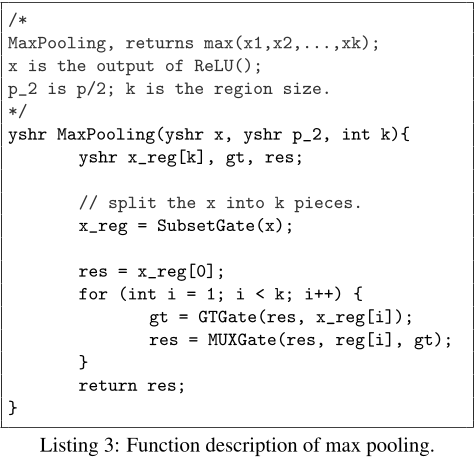 /*
MaxPooling, returns max(x1,x2,...,xk);
x is the output of ReLU();
p_2 is p/2; k is the region size.
*/
yshr MaxPooling(yshr x, yshr p_2, int k){
yshr x_reg[k], gt, res;
// split the x into k pieces.
x_reg = SubsetGate(x);
res = x_reg[0];
for (int i = 1; i < k; i++) {
gt = GTGate(res, x_reg[i]);
res = MUXGate(res, reg[i], gt);
}
return res;
}
Listing 3: Function description of max pooling.